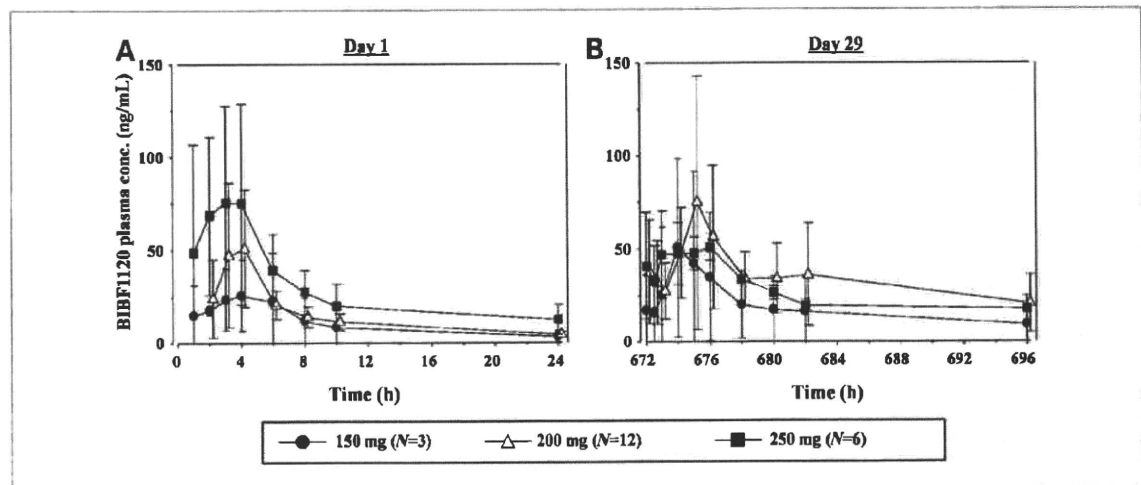 A
Day 1
B
Day 29
BIBF1120 plasma conc. (ng/mL)
150
100
50
0
0 4 8 12 16 20 24
Time (h)
150
100
50
0
672 676 680 684 688 692 696
Time (h)
150 mg (N=3) 200 mg (N=12) 250 mg (N=6)